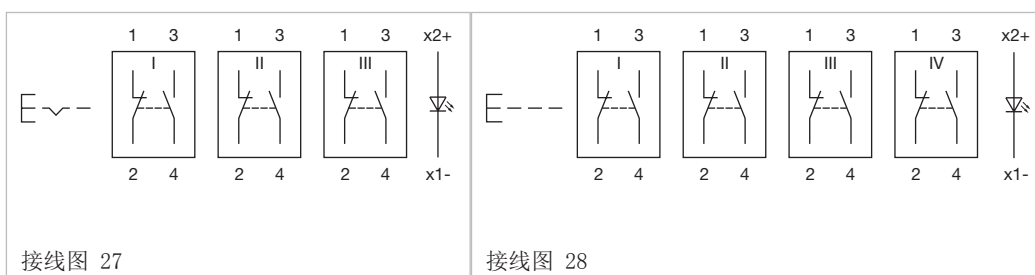 1 3 1 3 1 3 x2+
I II III
2 4 2 4 2 4 x1-
接线图 27
1 3 1 3 1 3 1 3 x2+
I II III IV
2 4 2 4 2 4 2 4 x1-
接线图 28